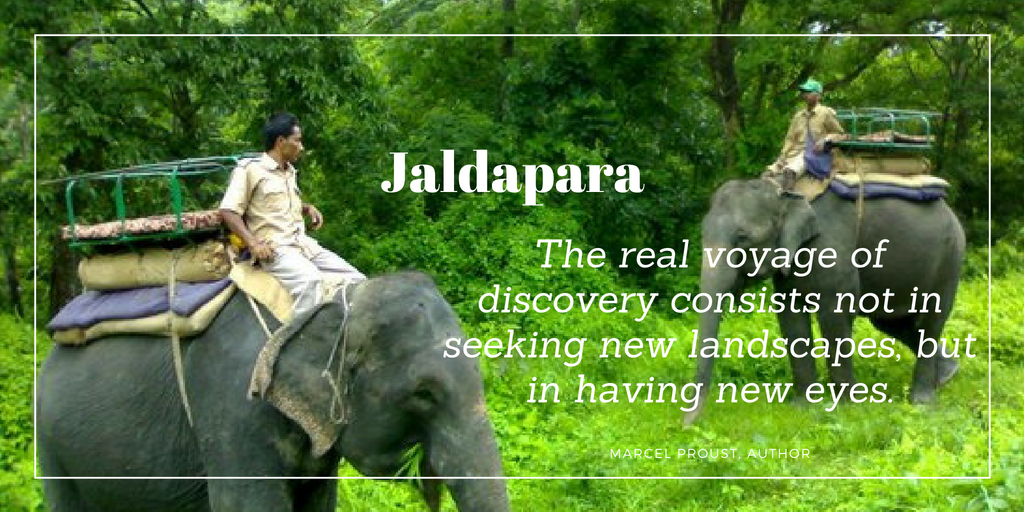 Jaldapara
The real voyage of
discovery consists not in
seeking new landscapes, but
in having new eyes.
MARCEL PROUST, AUTHOR